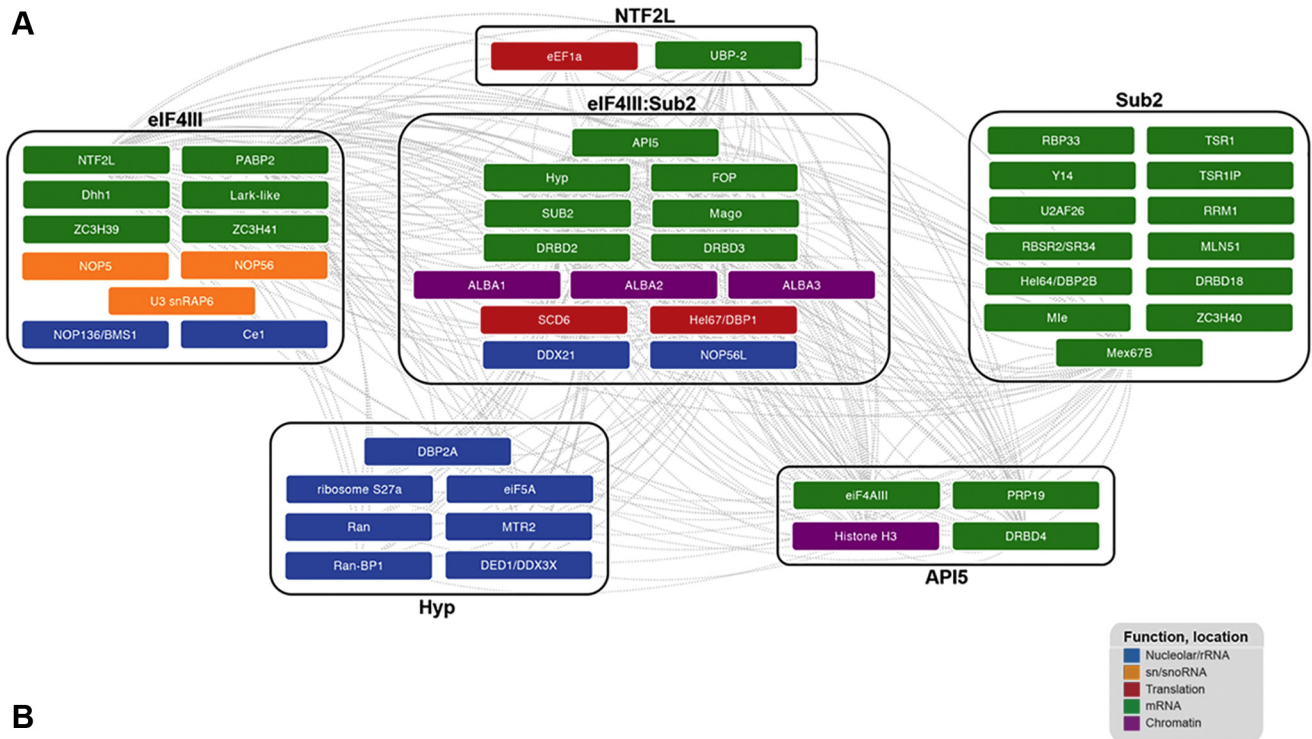 A
NTF2L
eEF1a
UBP-2
eIF4III
NTF2L
PABP2
Dhh1
Lark-like
ZC3H39
ZC3H41
NOP5
NOP56
U3 snRAP6
NOP136/BMS1
Ce1
eIF4III:Sub2
API5
Hyp
FOP
SUB2
Mago
DRBD2
DRBD3
ALBA1
ALBA2
ALBA3
SCD6
Hel67/DBP1
DDX21
NOP56L
Sub2
RBP33
TSR1
Y14
TSR1IP
U2AF26
RRM1
RBSR2/SR34
MLN51
Hel64/DBP2B
DRBD18
Mle
ZC3H40
Mex67B
DBP2A
ribosome S27a
eiF5A
Ran
MTR2
Ran-BP1
DED1/DDX3X
Hyp
eiF4AIII
PRP19
Histone H3
DRBD4
API5
Function, location
Nucleolar/rRNA
sn/snoRNA
Translation
mRNA
Chromatin
B